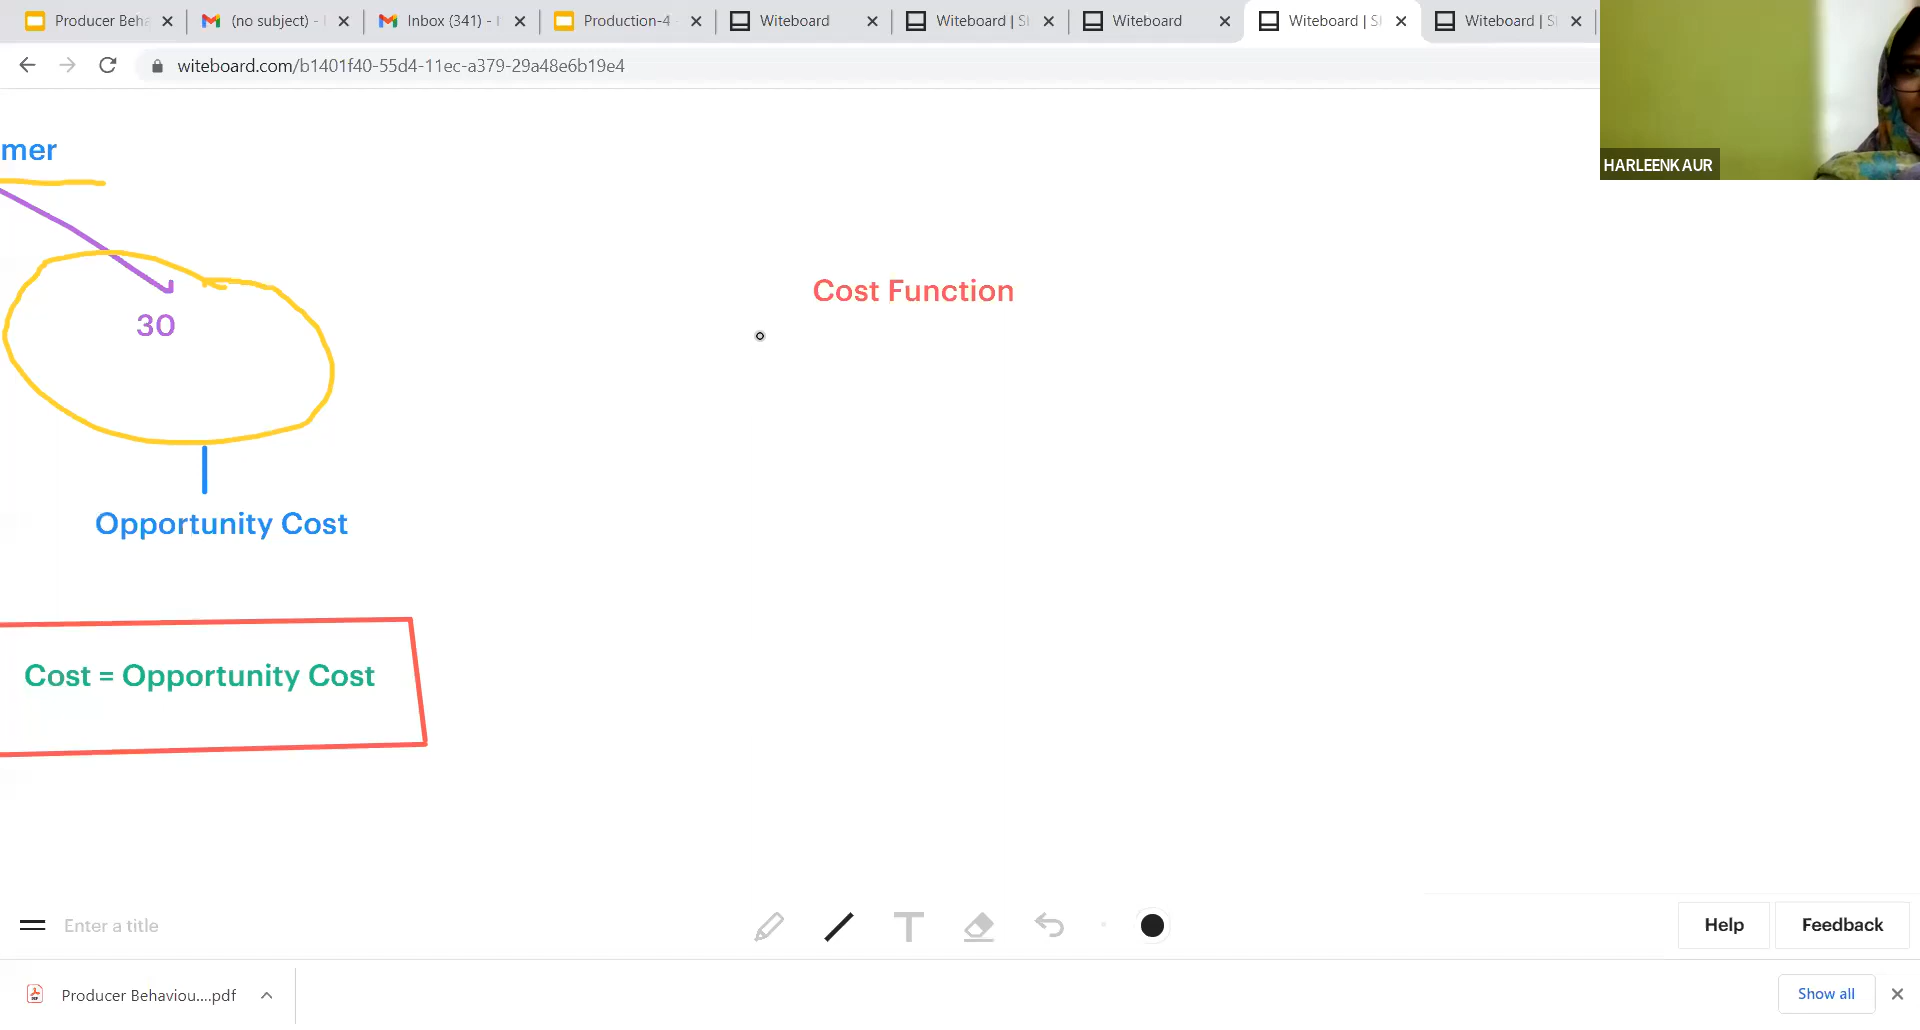 Producer Beha
(no subject) -
Inbox (341) -
Production-4
Witeboard
Witeboard |
Witeboard
Witeboard |
Witeboard |
witeboard.com/b1401f40-55d4-11ec-a379-29a48e6b19e4
HARLEENKAUR
mer
Cost Function
30
Opportunity Cost
Cost = Opportunity Cost
Enter a title
T
Help
Feedback
Producer Behaviou....pdf
Show all